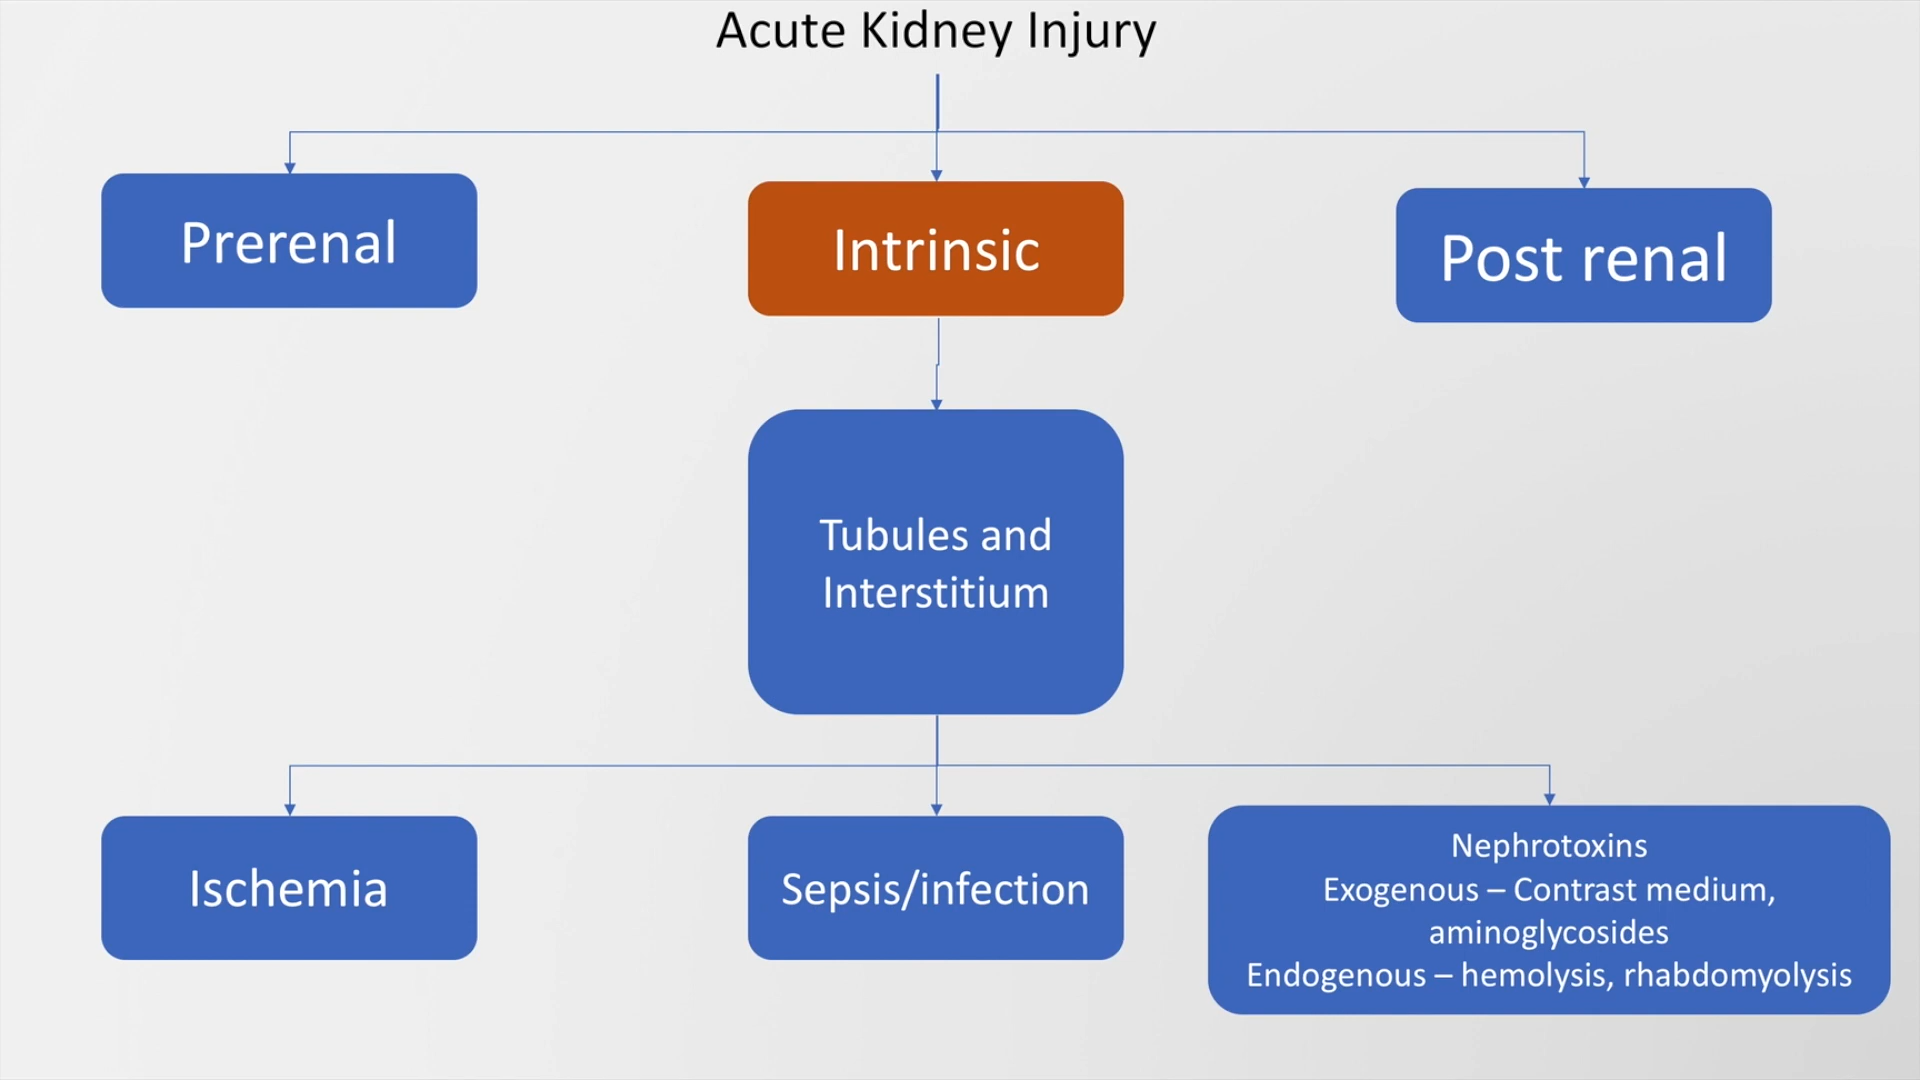 Acute Kidney Injury
Prerenal
Intrinsic
Post renal
Tubules and
Interstitium
Ischemia
Sepsis/infection
Nephrotoxins
Exogenous – Contrast medium,
aminoglycosides
Endogenous – hemolysis, rhabdomyolysis